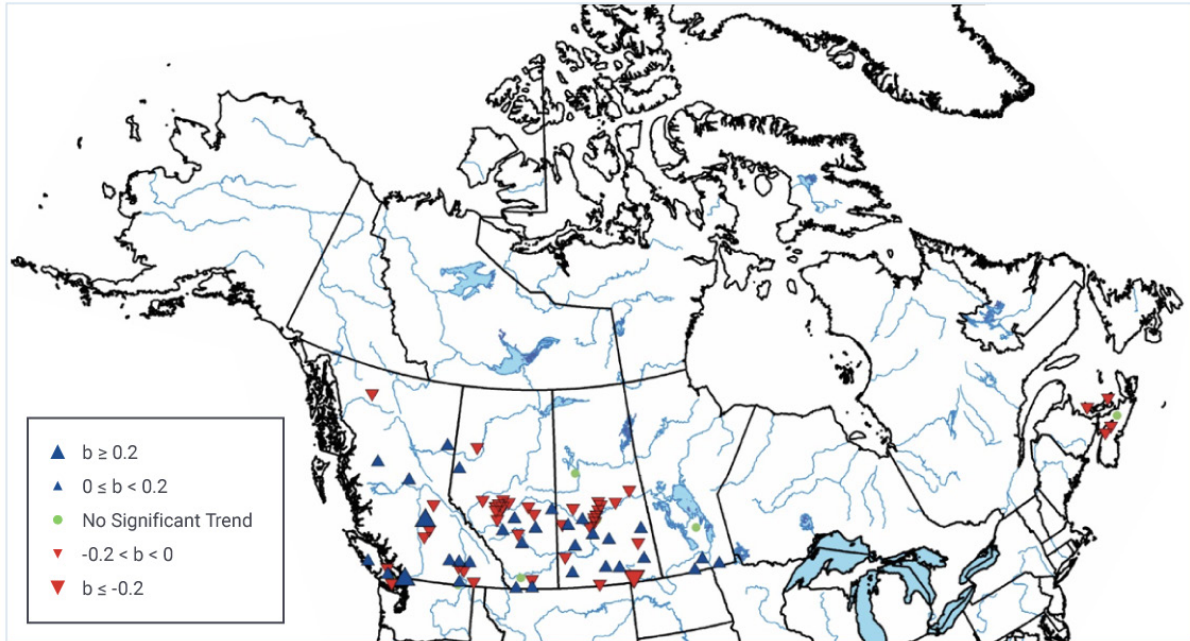 b ≥ 0.2
0 ≤ b < 0.2
No Significant Trend
-0.2 < b < 0
b ≤ -0.2